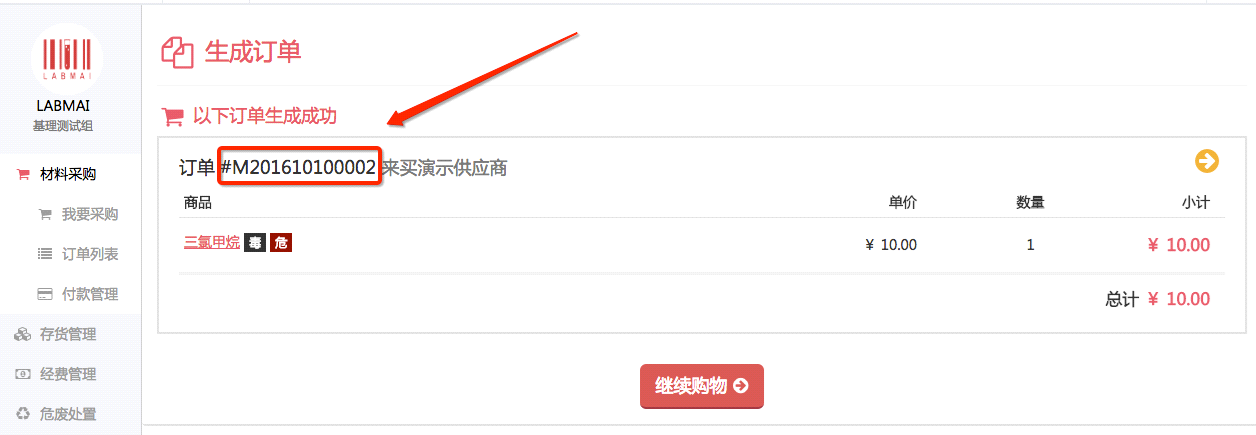 LABMAI
LABMAI
基理测试组
材料采购
我要采购
订单列表
付款管理
存货管理
经费管理
危废处置
生成订单
以下订单生成成功
订单 #M201610100002 来买演示供应商
商品 单价 数量 小计
三氯甲烷 毒 危 ¥ 10.00 1 ¥ 10.00
总计 ¥ 10.00
继续购物